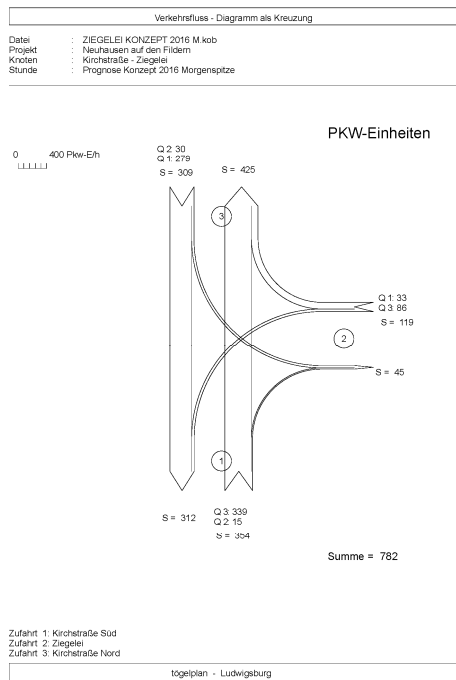 Verkehrsfluss - Diagramm als Kreuzung
Datei : ZIEGELEI KONZEPT 2016 M.kob
Projekt : Neuhausen auf den Fildern
Knoten : Kirchstraße - Ziegelei
Stunde : Prognose Konzept 2016 Morgenspitze
PKW-Einheiten
0 400 Pkw-E/h
Q 2: 30
Q 1: 279
S = 309
S = 425
3
Q 1: 33
Q 3: 86
S = 119
2
S = 45
1
S = 312
Q 3: 339
Q 2: 15
S = 354
Summe = 782
Zufahrt 1: Kirchstraße Süd
Zufahrt 2: Ziegelei
Zufahrt 3: Kirchstraße Nord
tögelplan - Ludwigsburg